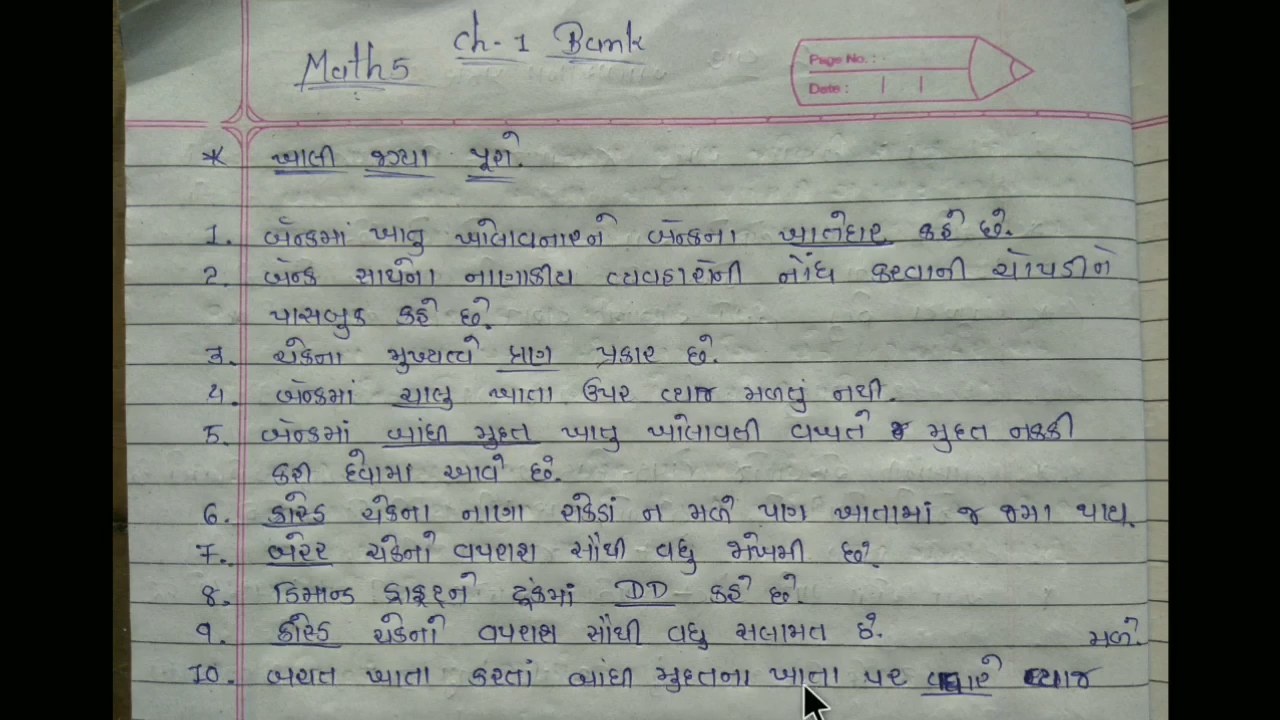 Maths
ch-1 Bank
Page No. :
Date :
* ખાલી જગ્યા પૂરો.
1. બૅન્કમાં ખાતુ ખોલાવનારને બૅન્કના ખાતેદાર કહે છે.
2. બૅન્ક સાથેના નાણાકીય વ્યવહારોની નોંધ કરવાની ચોપડીને
પાસબુક કહે છે.
૩. ચેકના મુખ્યત્વે ત્રાણ પ્રકાર છે.
4. બૅન્કમાં ચાલુ ખાતા ઉપર વ્યાજ મળતું નથી.
5. બૅન્કમાં બાંધી મુદત ખાતુ ખોલાવતી વખતે જ મુદત નક્કી
કરી દેવામા આવે છે.
6. ક્રોસ્ડ ચેકના નાણા રોકડાં ન મળે પણ ખાતામાં જ જમા થાય.
7. બેરર ચેકનો વપરાશ સૌથી વધુ જોખમી છે.
8. ડિમાન્ડ ડ્રાફ્ટને ટૂંકમાં DD કહે છે.
9. ક્રોસ્ડ ચેકનો વપરાશ સૌથી વધુ સલામત છે.
10. બચત ખાતા કરતાં બાંધી મુદતના ખાતા પર વધારે વ્યાજ
મળે.